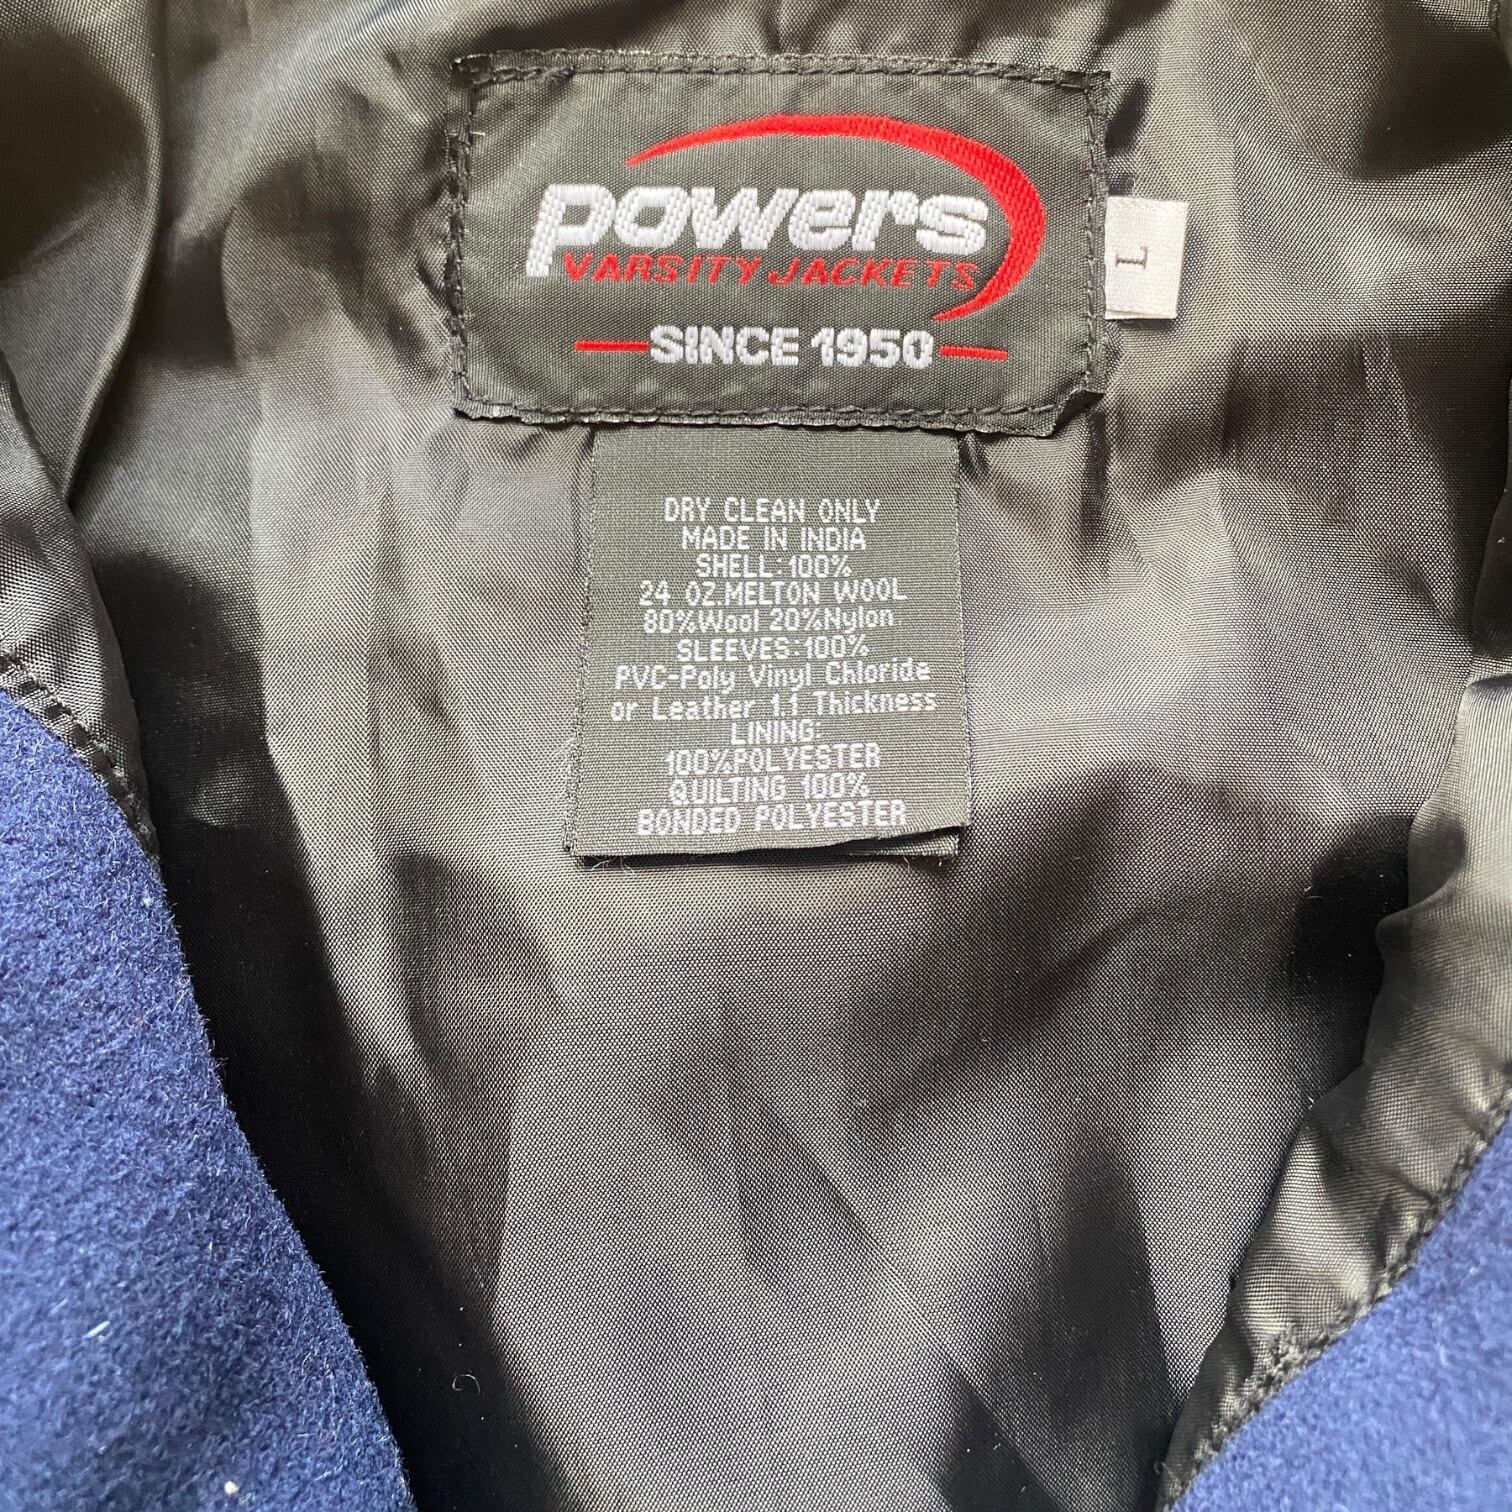 powers
VARSITY JACKETS
SINCE 1950
L
DRY CLEAN ONLY
MADE IN INDIA
SHELL:100%
24 OZ.MELTON WOOL
80%Wool 20%Nylon
SLEEVES:100%
PVC-Poly Vinyl Chloride
or Leather 1.1 Thickness
LINING:
100%POLYESTER
QUILTING 100%
BONDED POLYESTER